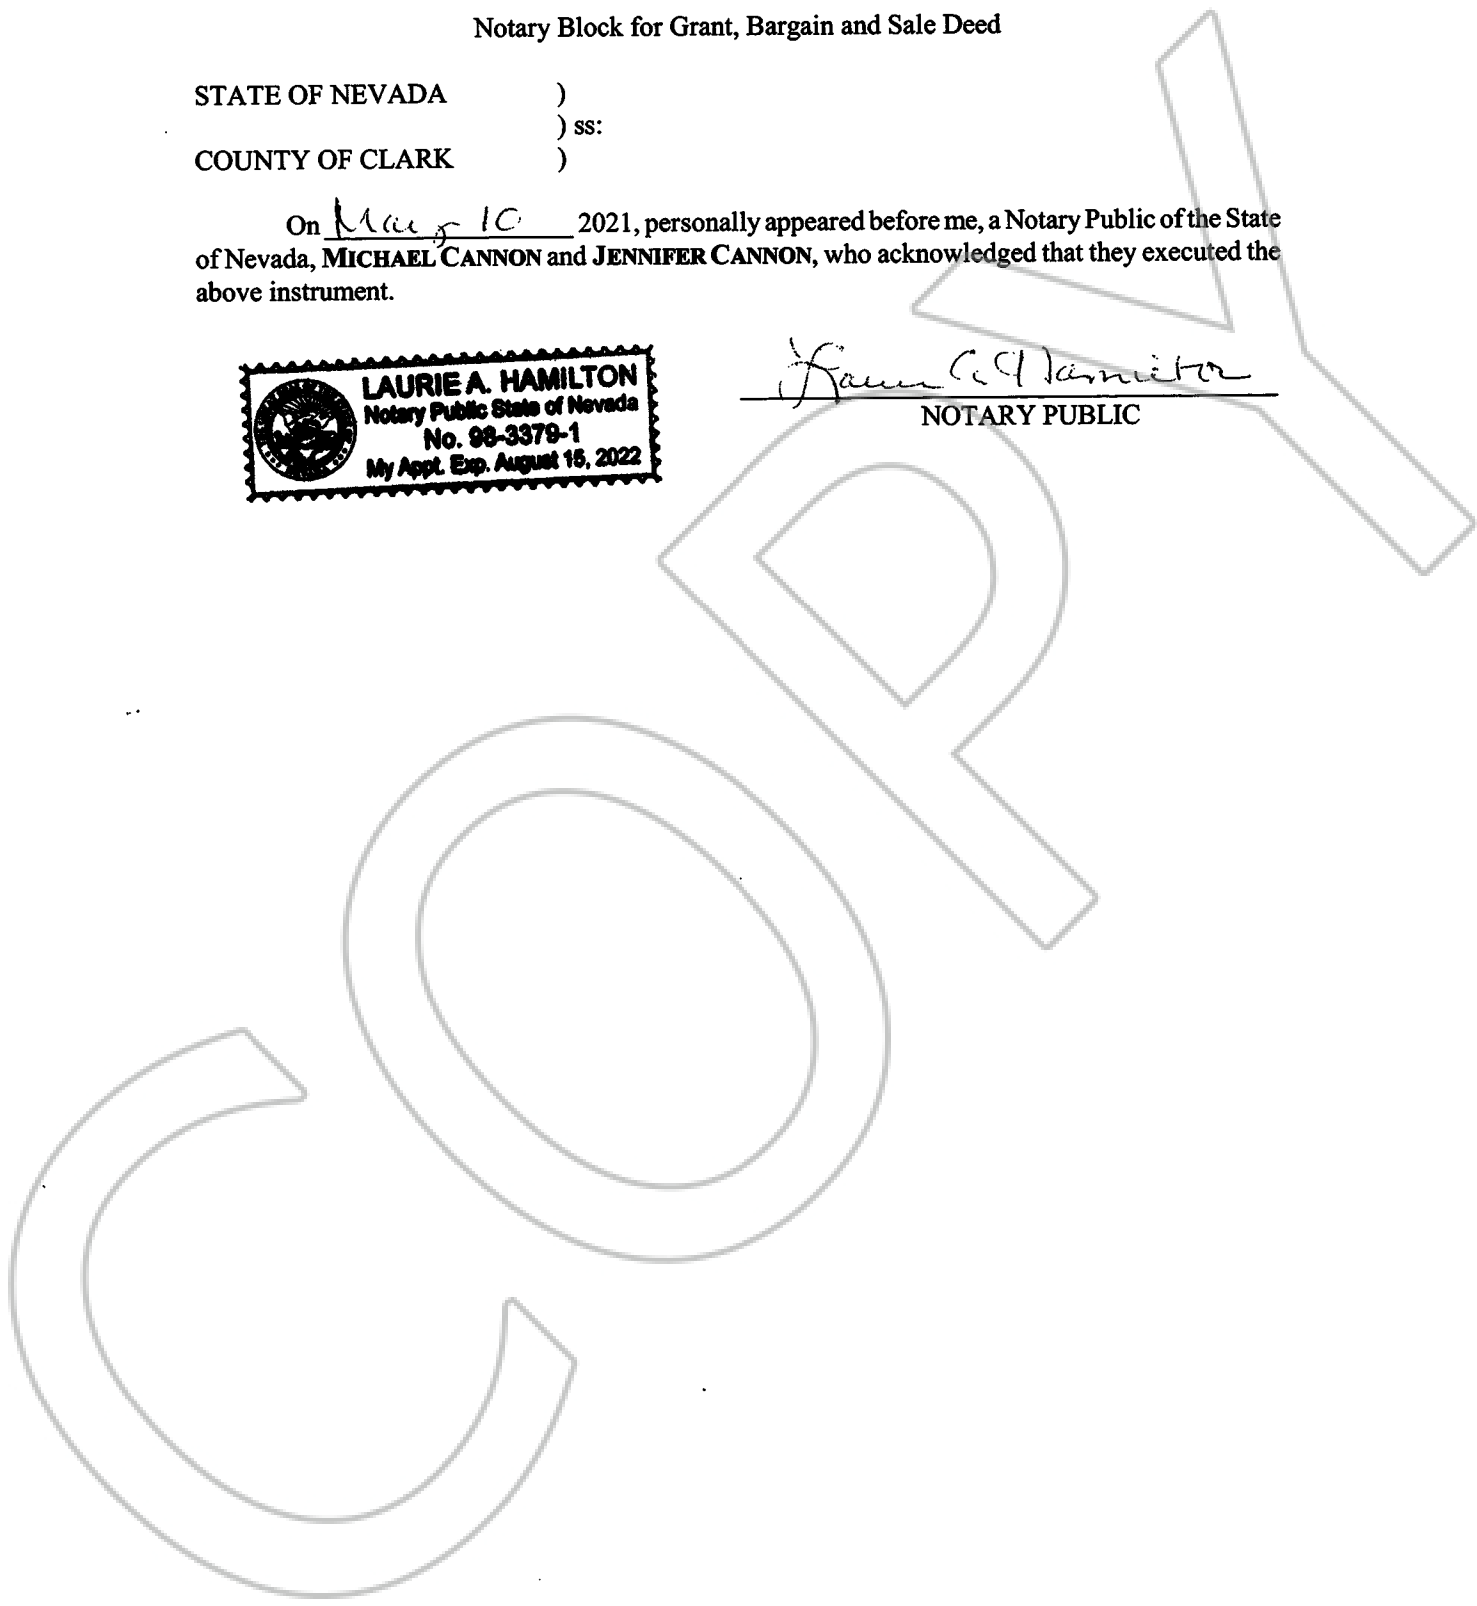 Notary Block for Grant, Bargain and Sale Deed
STATE OF NEVADA )
) ss:
COUNTY OF CLARK )
On May 10 2021, personally appeared before me, a Notary Public of the State
of Nevada, MICHAEL CANNON and JENNIFER CANNON, who acknowledged that they executed the
above instrument.
LAURIE A. HAMILTON
Notary Public State of Nevada
No. 98-3379-1
My Appt. Exp. August 15, 2022
Laurie A Hamilton
NOTARY PUBLIC
COPY